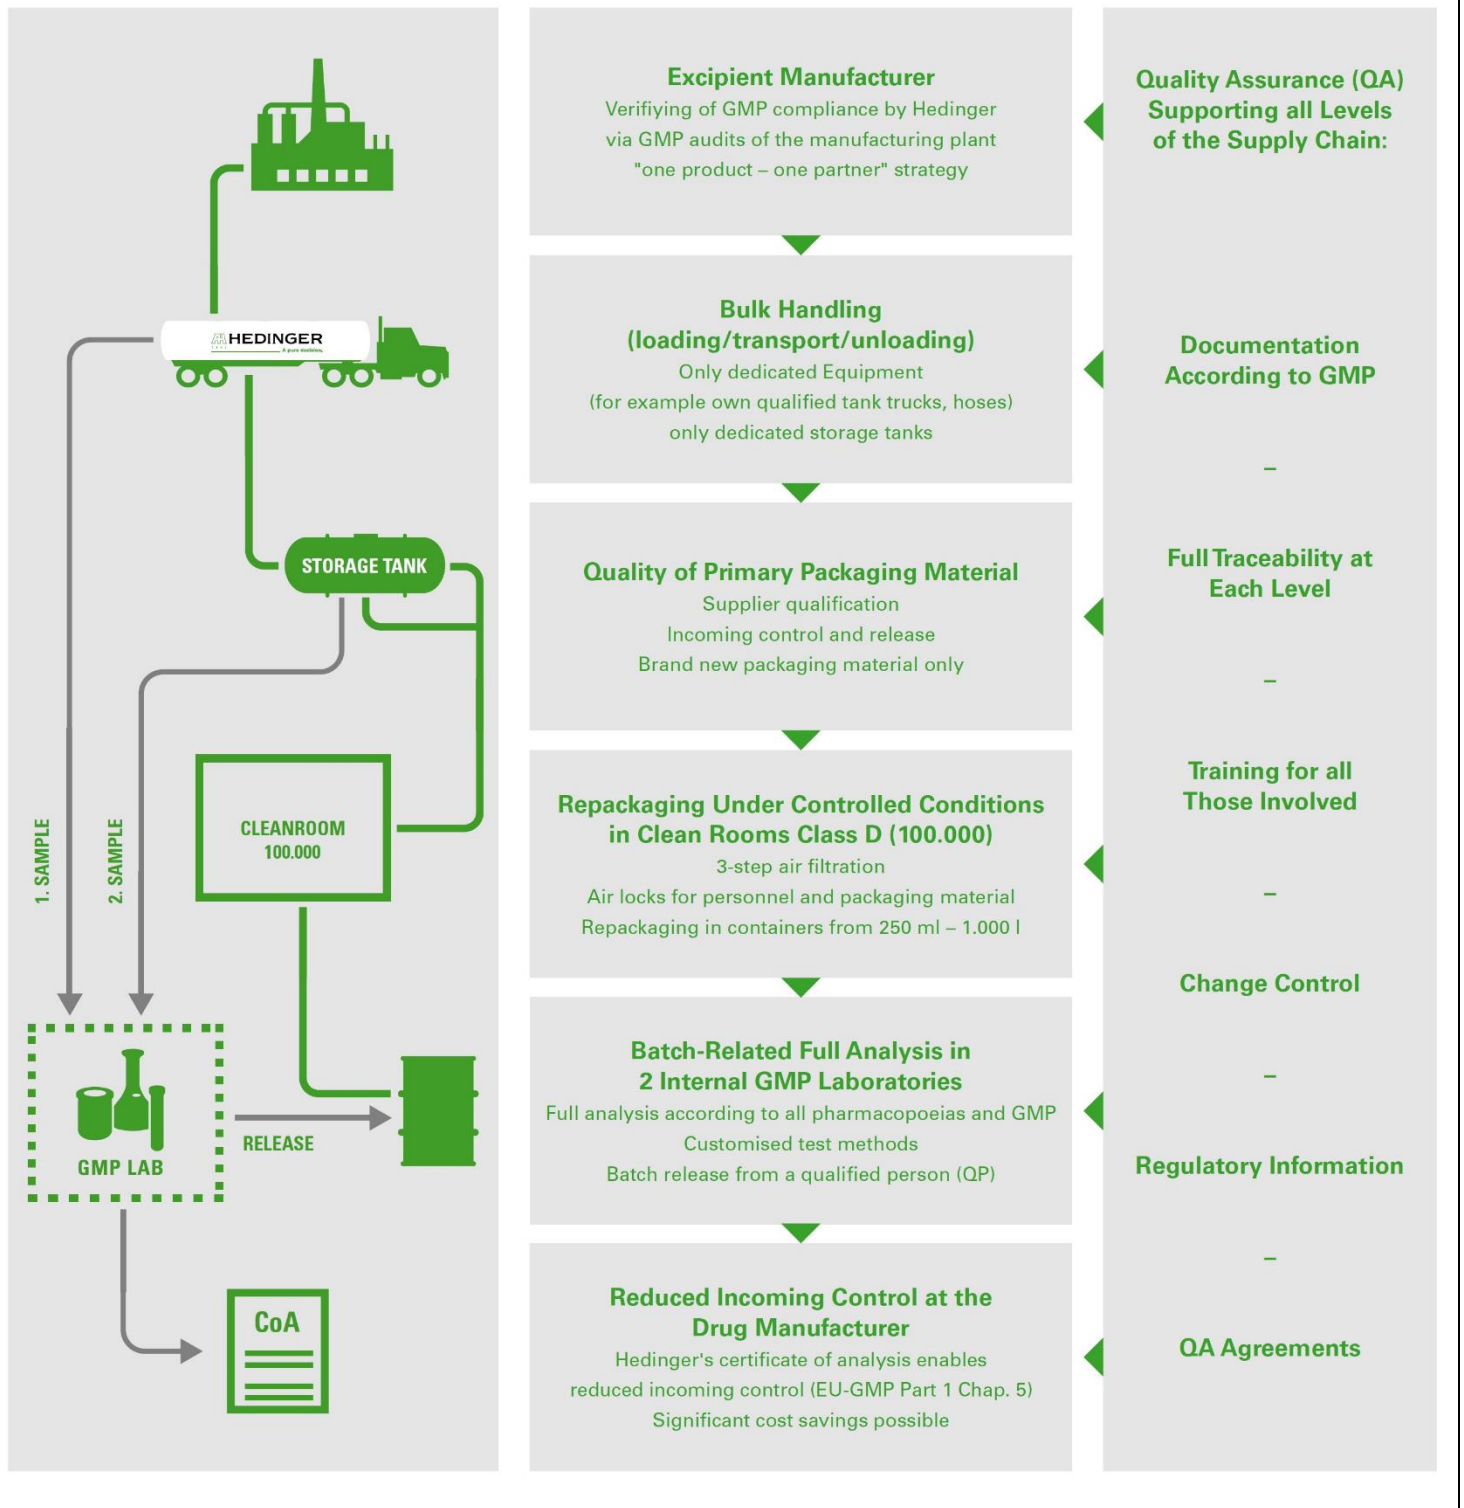 HEDINGER
A pure decision.
STORAGE TANK
CLEANROOM
100.000
1. SAMPLE
2. SAMPLE
GMP LAB
RELEASE
CoA
Excipient Manufacturer
Verifiying of GMP compliance by Hedinger
via GMP audits of the manufacturing plant
"one product – one partner" strategy
Bulk Handling
(loading/transport/unloading)
Only dedicated Equipment
(for example own qualified tank trucks, hoses)
only dedicated storage tanks
Quality of Primary Packaging Material
Supplier qualification
Incoming control and release
Brand new packaging material only
Repackaging Under Controlled Conditions
in Clean Rooms Class D (100.000)
3-step air filtration
Air locks for personnel and packaging material
Repackaging in containers from 250 ml – 1.000 l
Batch-Related Full Analysis in
2 Internal GMP Laboratories
Full analysis according to all pharmacopoeias and GMP
Customised test methods
Batch release from a qualified person (QP)
Reduced Incoming Control at the
Drug Manufacturer
Hedinger's certificate of analysis enables
reduced incoming control (EU-GMP Part 1 Chap. 5)
Significant cost savings possible
Quality Assurance (QA)
Supporting all Levels
of the Supply Chain:
Documentation
According to GMP
–
Full Traceability at
Each Level
–
Training for all
Those Involved
–
Change Control
–
Regulatory Information
–
QA Agreements